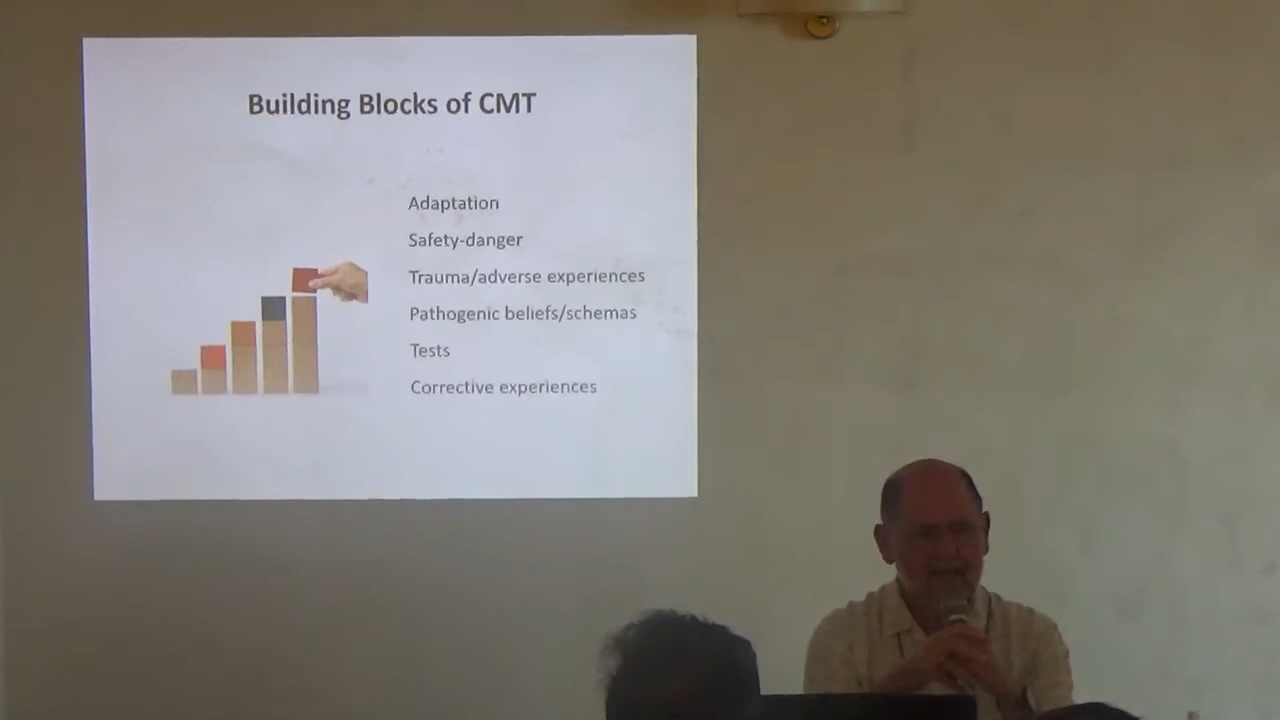 Building Blocks of CMT
Adaptation
Safety-danger
Trauma/adverse experiences
Pathogenic beliefs/schemas
Tests
Corrective experiences